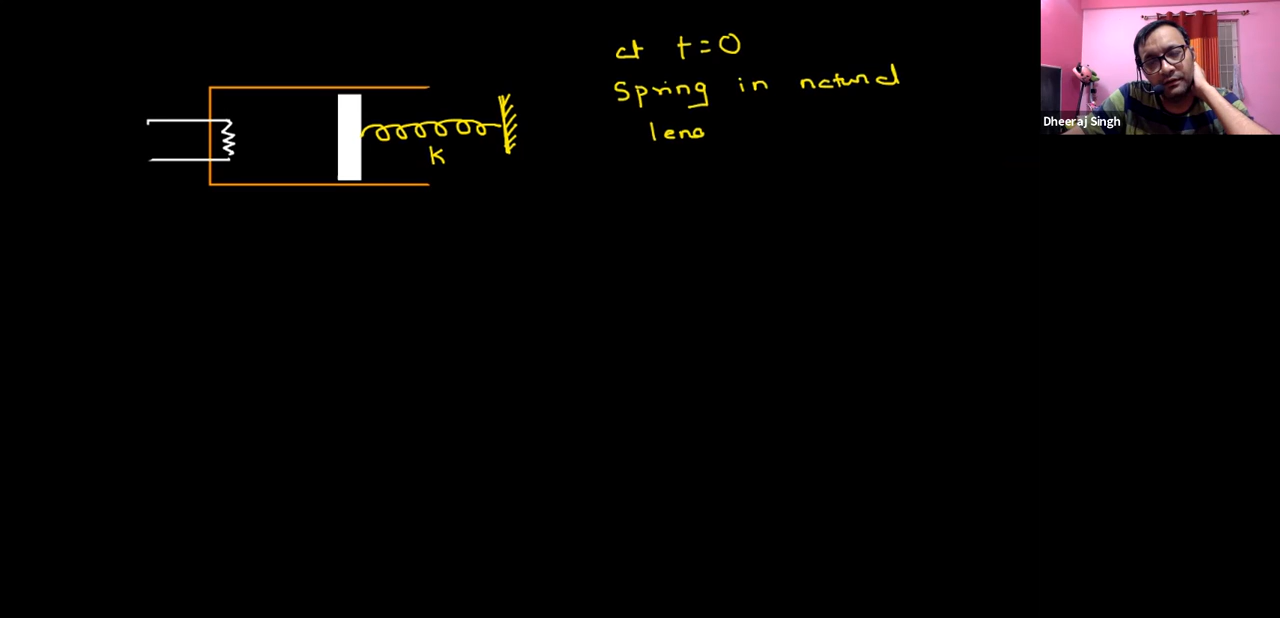 at t=0
Spring in natural
leng
K
Dheeraj Singh